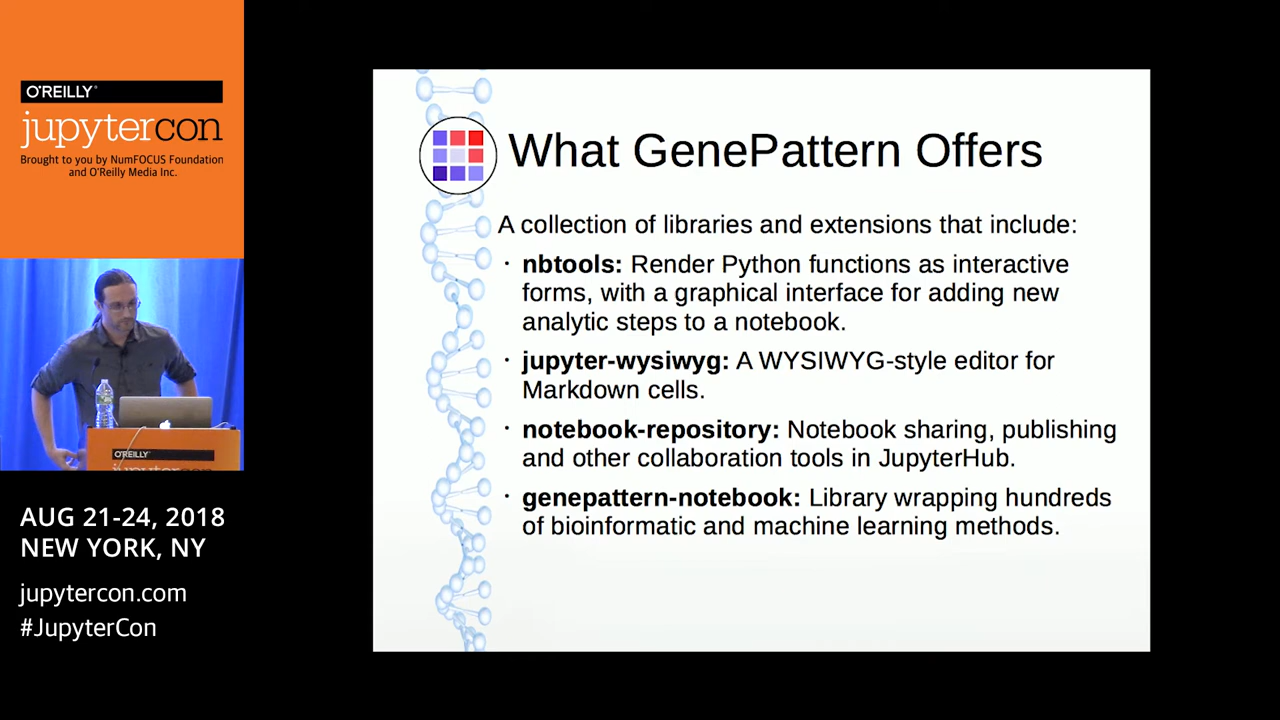 O'REILLY®
jupytercon
Brought to you by NumFOCUS Foundation
and O'Reilly Media Inc.
AUG 21-24, 2018
NEW YORK, NY
jupytercon.com
#JupyterCon
What GenePattern Offers
A collection of libraries and extensions that include:
· nbtools: Render Python functions as interactive
forms, with a graphical interface for adding new
analytic steps to a notebook.
· jupyter-wysiwyg: A WYSIWYG-style editor for
Markdown cells.
· notebook-repository: Notebook sharing, publishing
and other collaboration tools in JupyterHub.
· genepattern-notebook: Library wrapping hundreds
of bioinformatic and machine learning methods.
O'REILLY
jupytercon